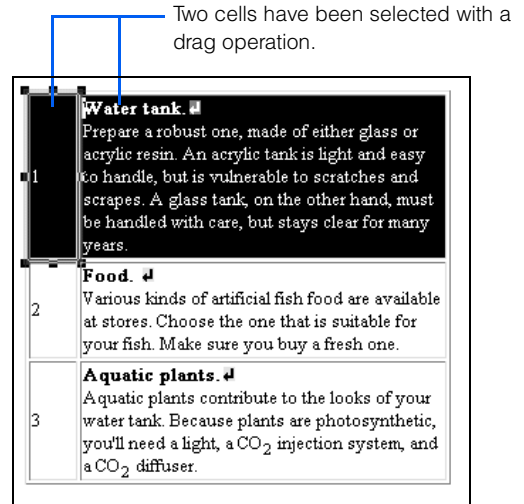 Two cells have been selected with a
drag operation.
1
Water tank.↵
Prepare a robust one, made of either glass or
acrylic resin. An acrylic tank is light and easy
to handle, but is vulnerable to scratches and
scrapes. A glass tank, on the other hand, must
be handled with care, but stays clear for many
years.
2
Food. ↵
Various kinds of artificial fish food are available
at stores. Choose the one that is suitable for
your fish. Make sure you buy a fresh one.
3
Aquatic plants.↵
Aquatic plants contribute to the looks of your
water tank. Because plants are photosynthetic,
you'll need a light, a CO₂ injection system, and
a CO₂ diffuser.